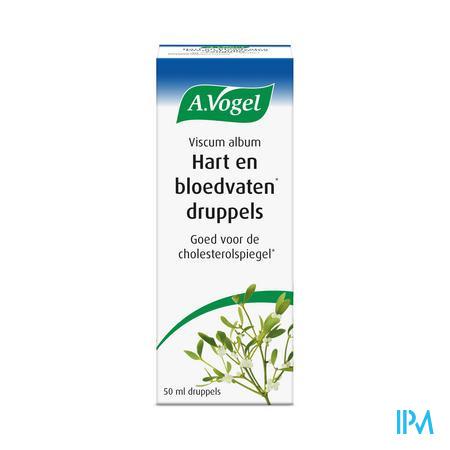 A.Vogel
Viscum album
Hart en
bloedvaten*
druppels
Goed voor de
cholesterolspiegel*
50 ml druppels
IPM